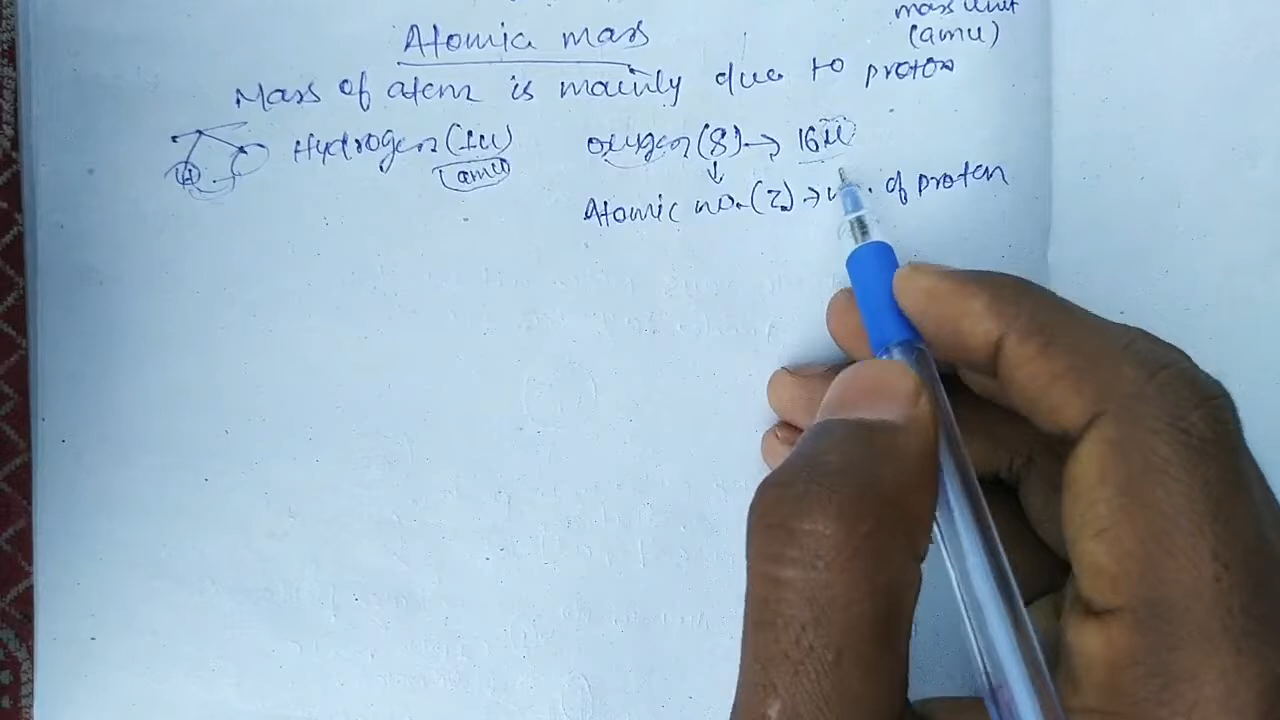 mass unit
Atomic mass
(amu)
Mass of atom is mainly due to proton
Hydrogen (1u)
oxygen (8) → 16u
(amu)
Atomic no. (Z) → of proton